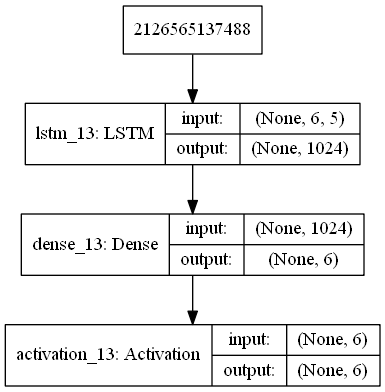 2126565137488
lstm_13: LSTM
input:
(None, 6, 5)
output:
(None, 1024)
dense_13: Dense
input:
(None, 1024)
output:
(None, 6)
activation_13: Activation
input:
(None, 6)
output:
(None, 6)